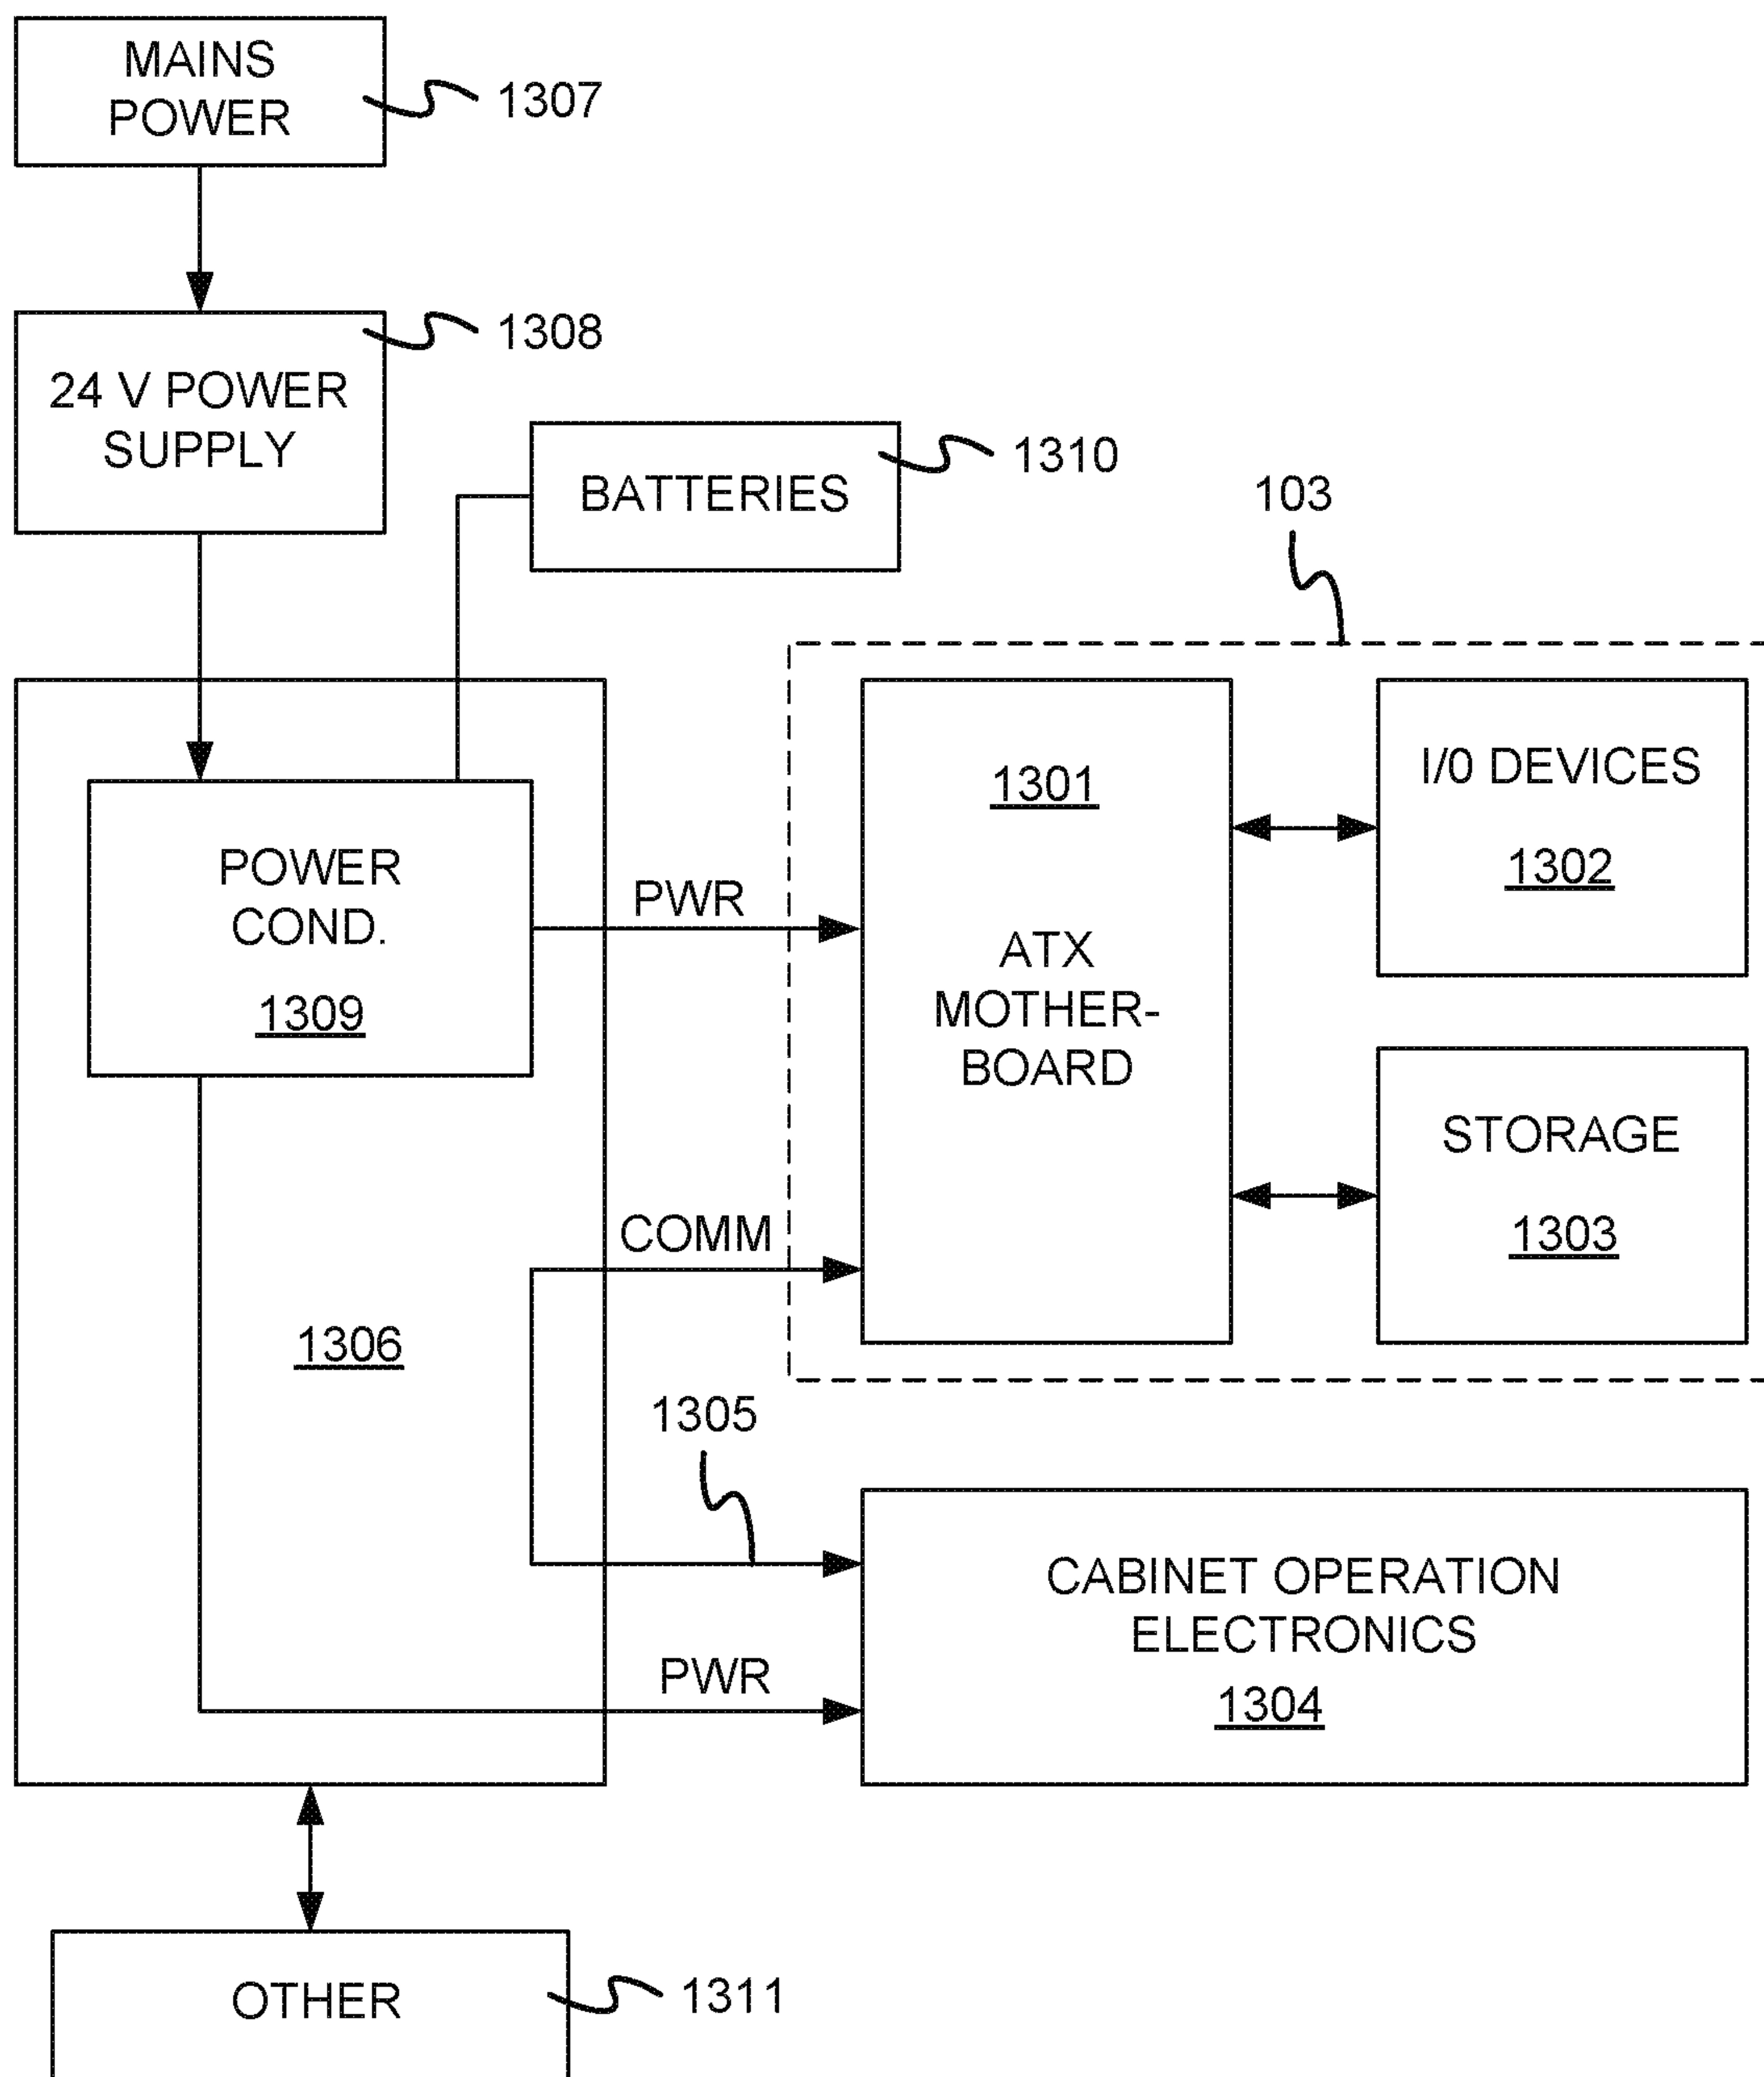 MAINS
POWER
1307
24 V POWER
SUPPLY
1308
BATTERIES
1310
103
POWER
COND.
1309
PWR
1301
ATX
MOTHER-
BOARD
I/0 DEVICES
1302
STORAGE
1303
COMM
1306
1305
CABINET OPERATION
ELECTRONICS
1304
PWR
OTHER
1311